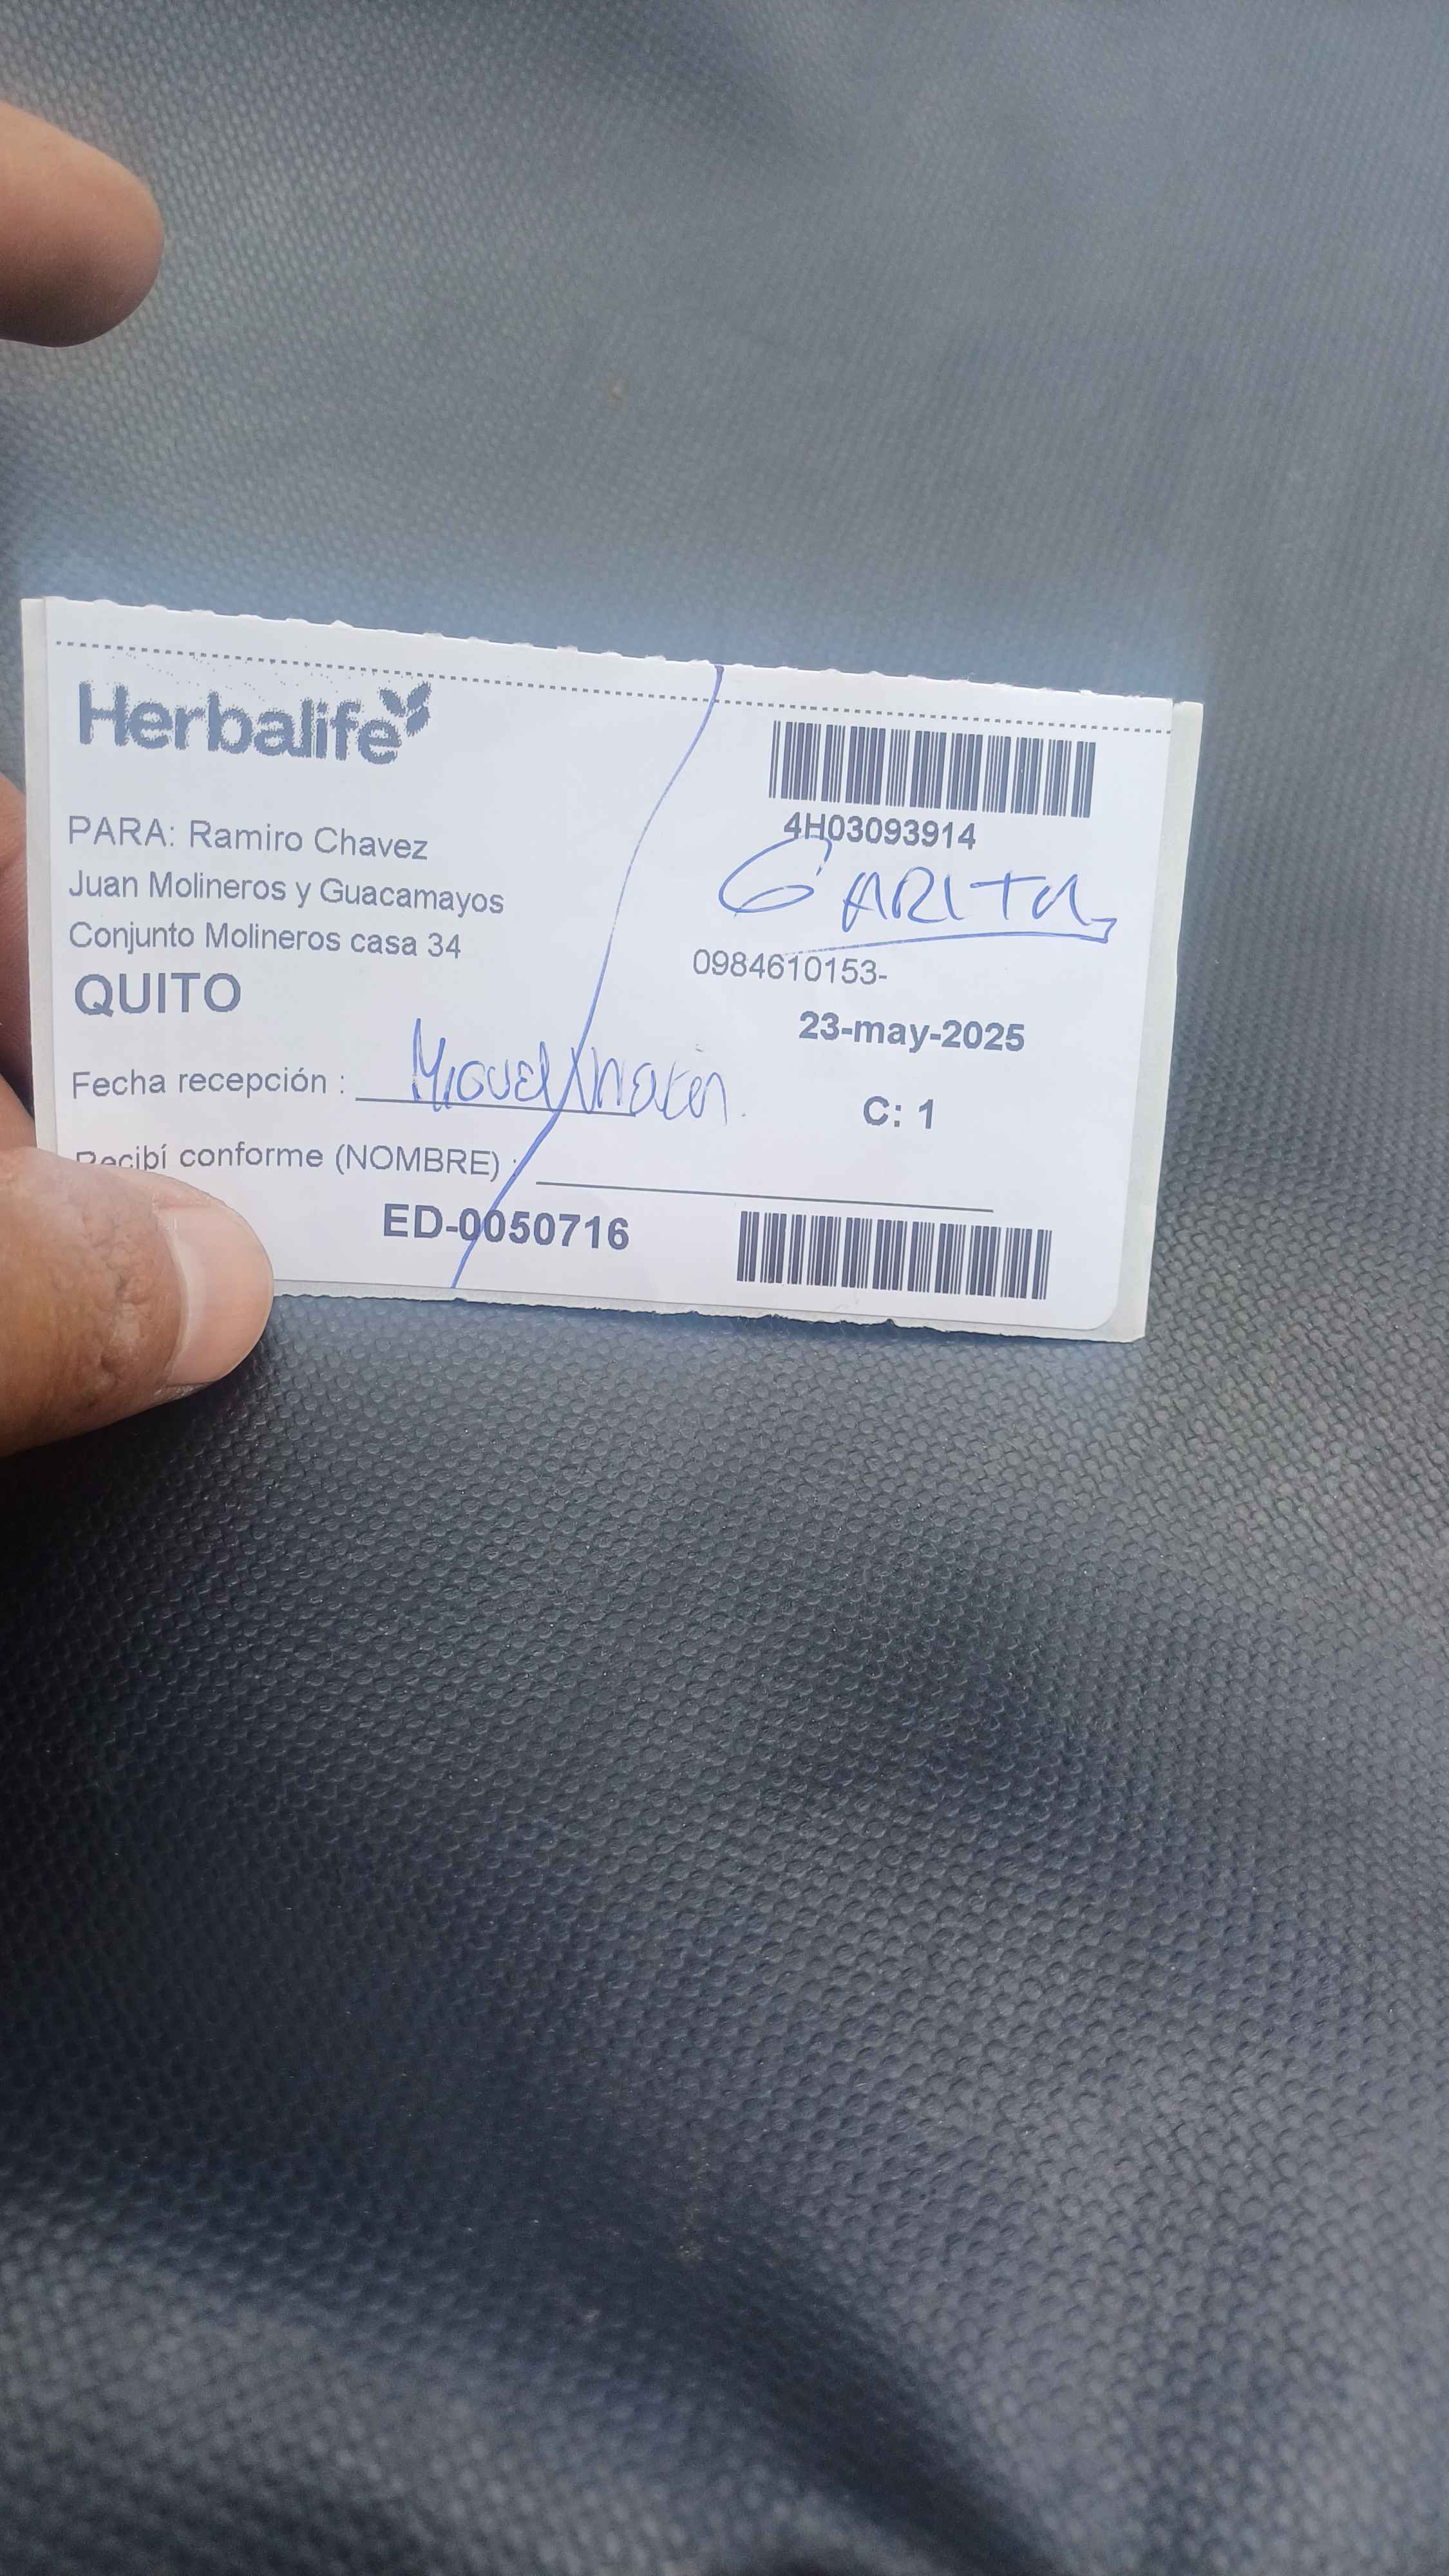 Herbalife
PARA: Ramiro Chavez
Juan Molineros y Guacamayos
Conjunto Molineros casa 34
QUITO
4H03093914
GARITA
0984610153-
23-may-2025
Fecha recepción : Miguel
C: 1
Recibí conforme (NOMBRE) :
ED-0050716